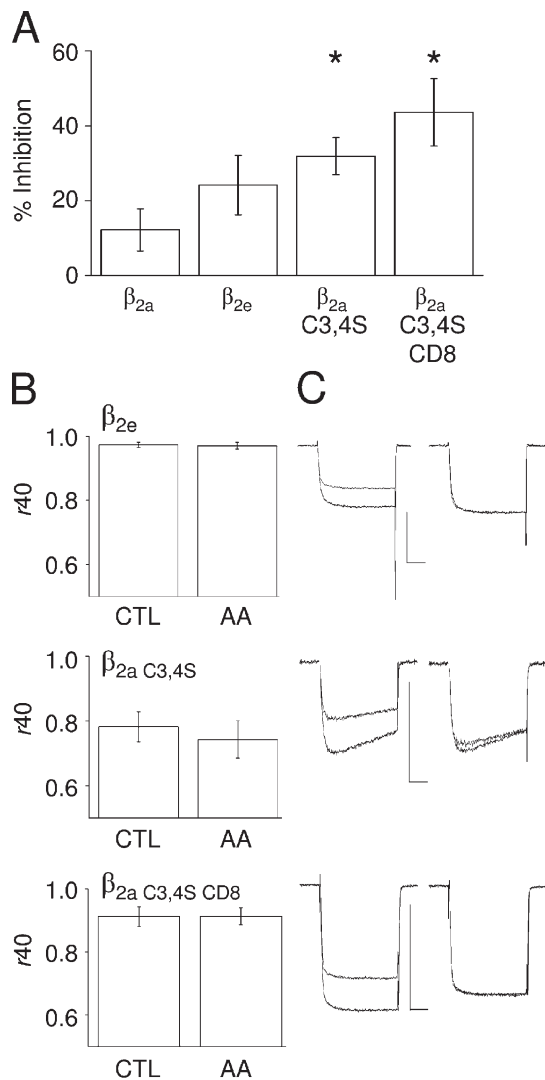 A
% Inhibition
60
40
20
0
* *
β2a β2e β2a C3,4S β2a C3,4S CD8
B C
β2e
r40
1.0
0.8
0.6
CTL AA
β2a C3,4S
r40
1.0
0.8
0.6
CTL AA
β2a C3,4S CD8
r40
1.0
0.8
0.6
CTL AA